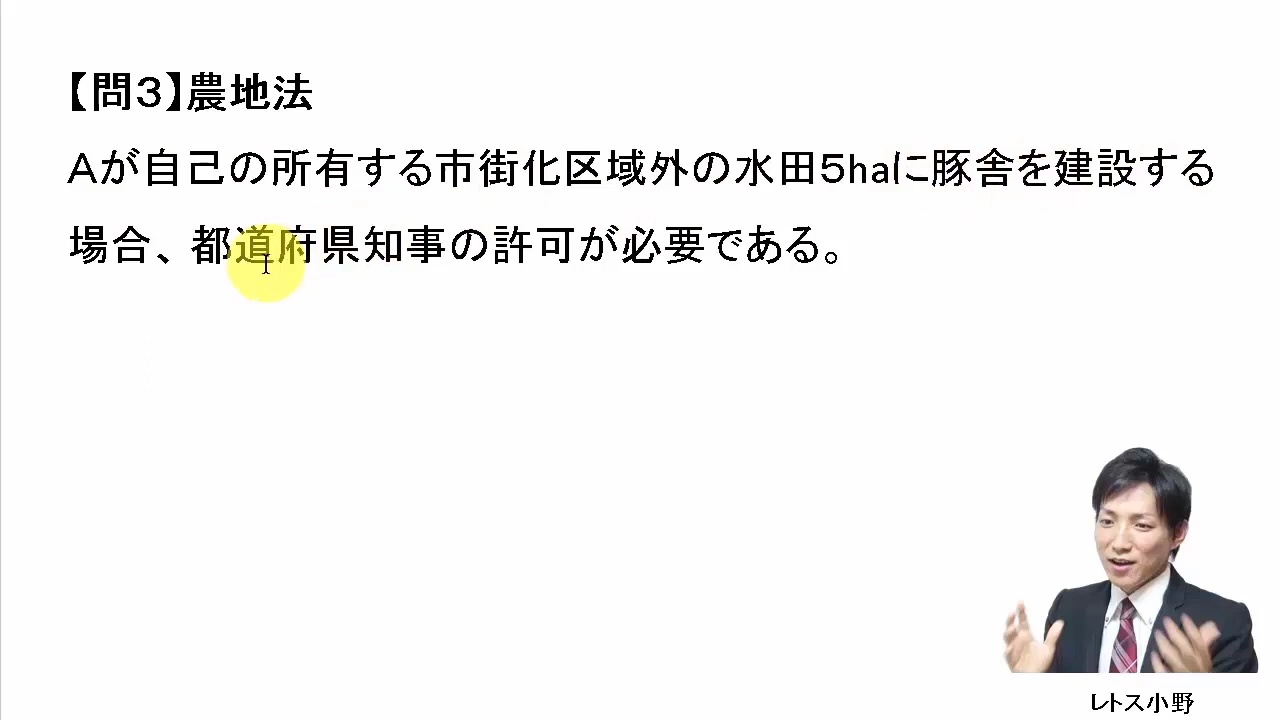 【問３】農地法
Ａが自己の所有する市街化区域外の水田５haに豚舎を建設する
場合、都道府県知事の許可が必要である。
レトス小野